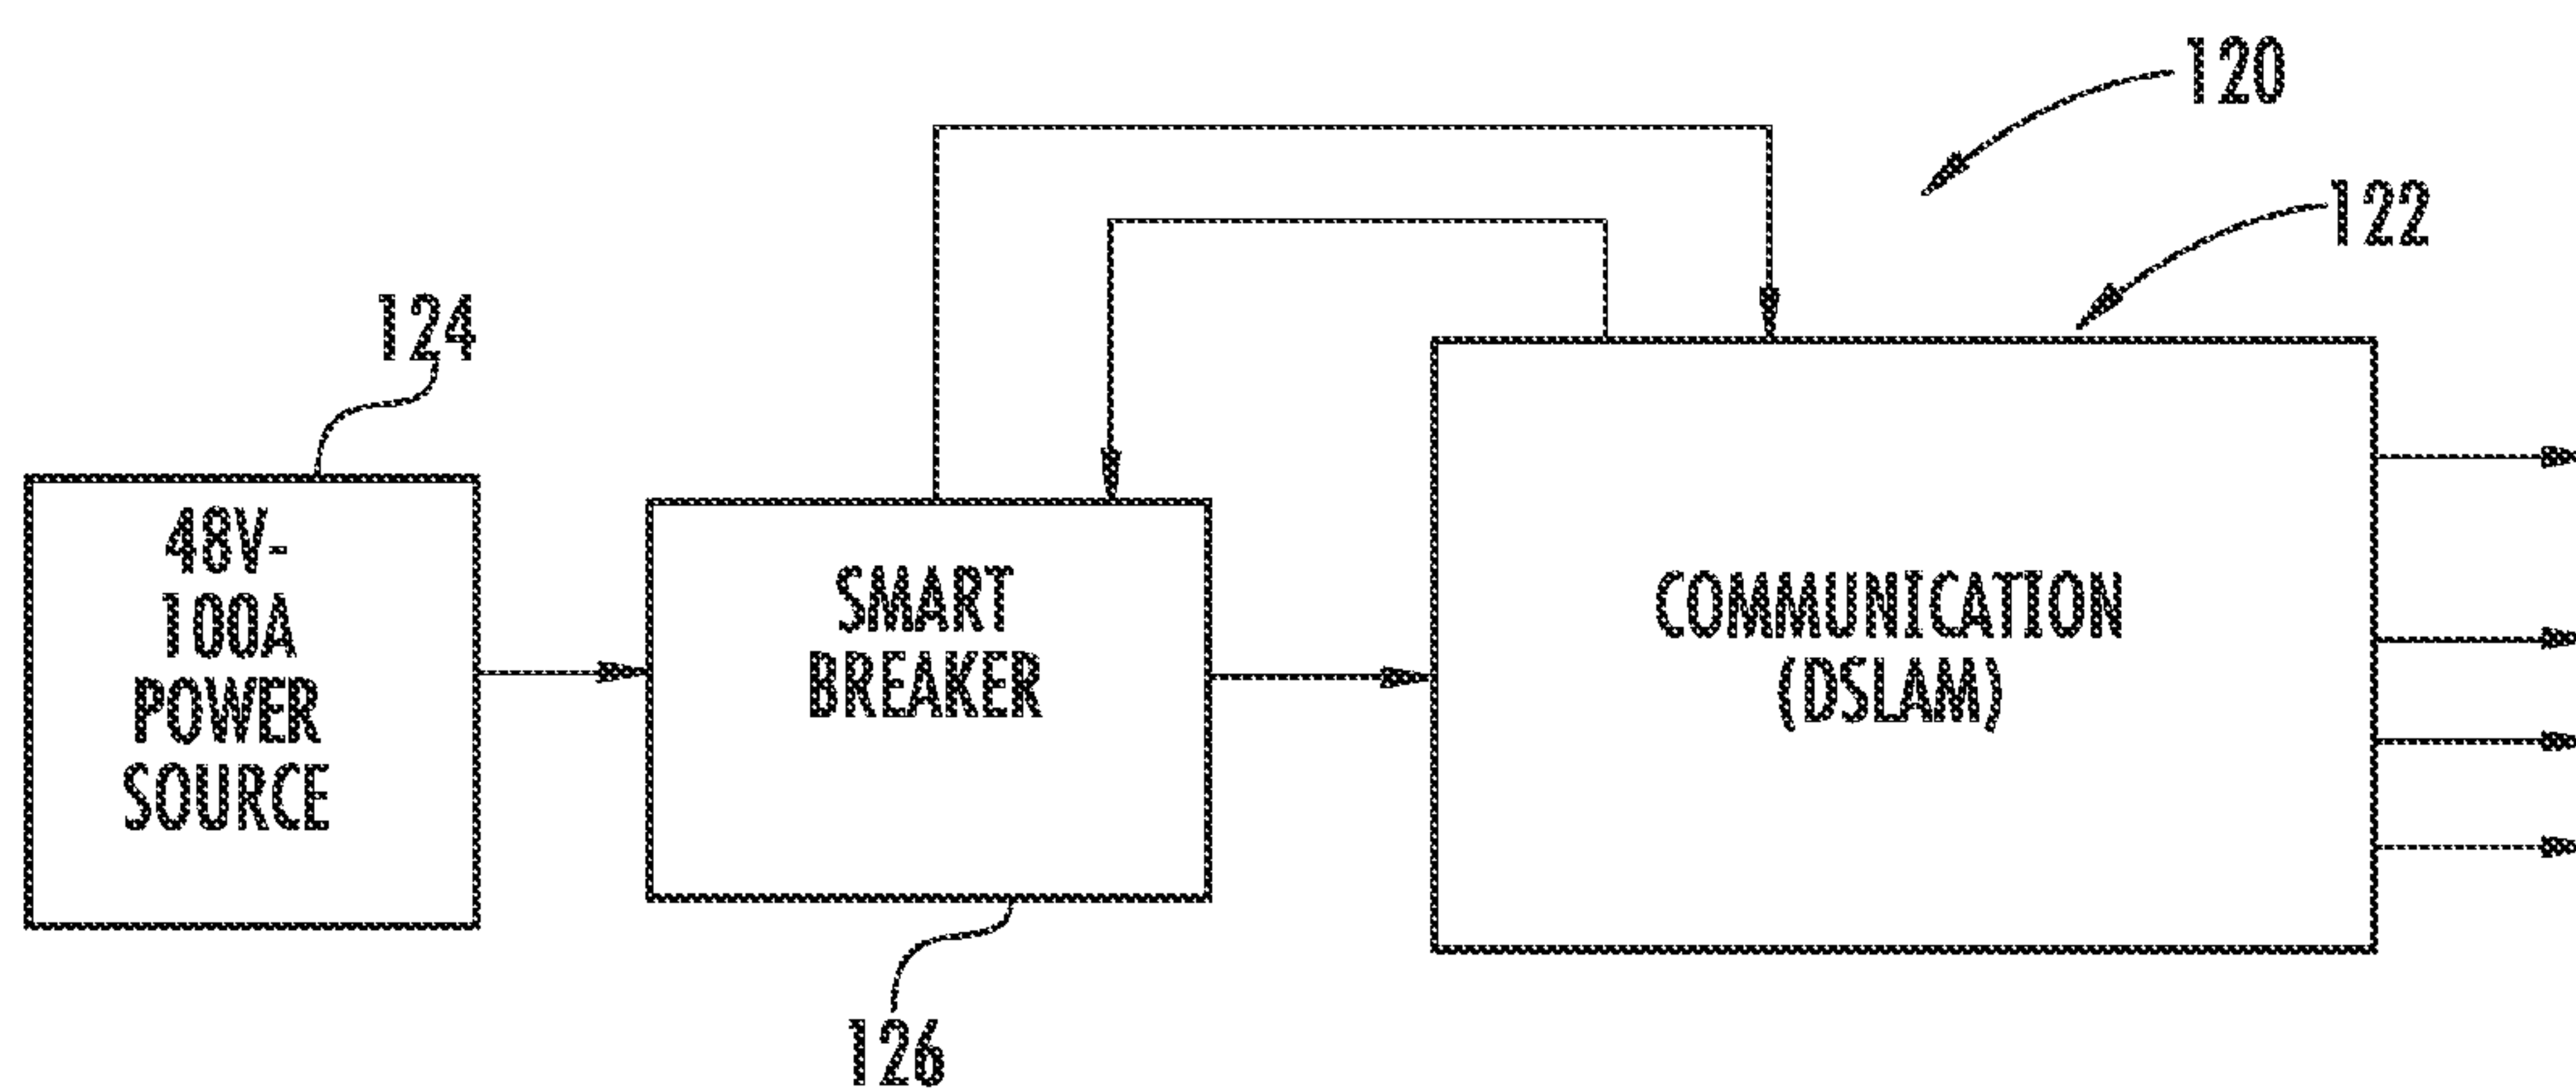 120
122
124
48V-
100A
POWER
SOURCE
SMART
BREAKER
COMMUNICATION
(DSLAM)
126